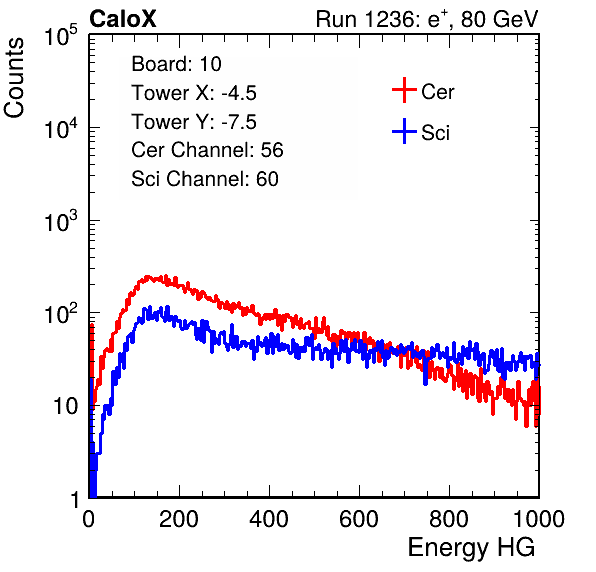 CaloX Run 1236: e⁺, 80 GeV
Counts
10⁵
10⁴
10³
10²
10
1
Board: 10
Tower X: -4.5
Tower Y: -7.5
Cer Channel: 56
Sci Channel: 60
Cer
Sci
0 200 400 600 800 1000
Energy HG